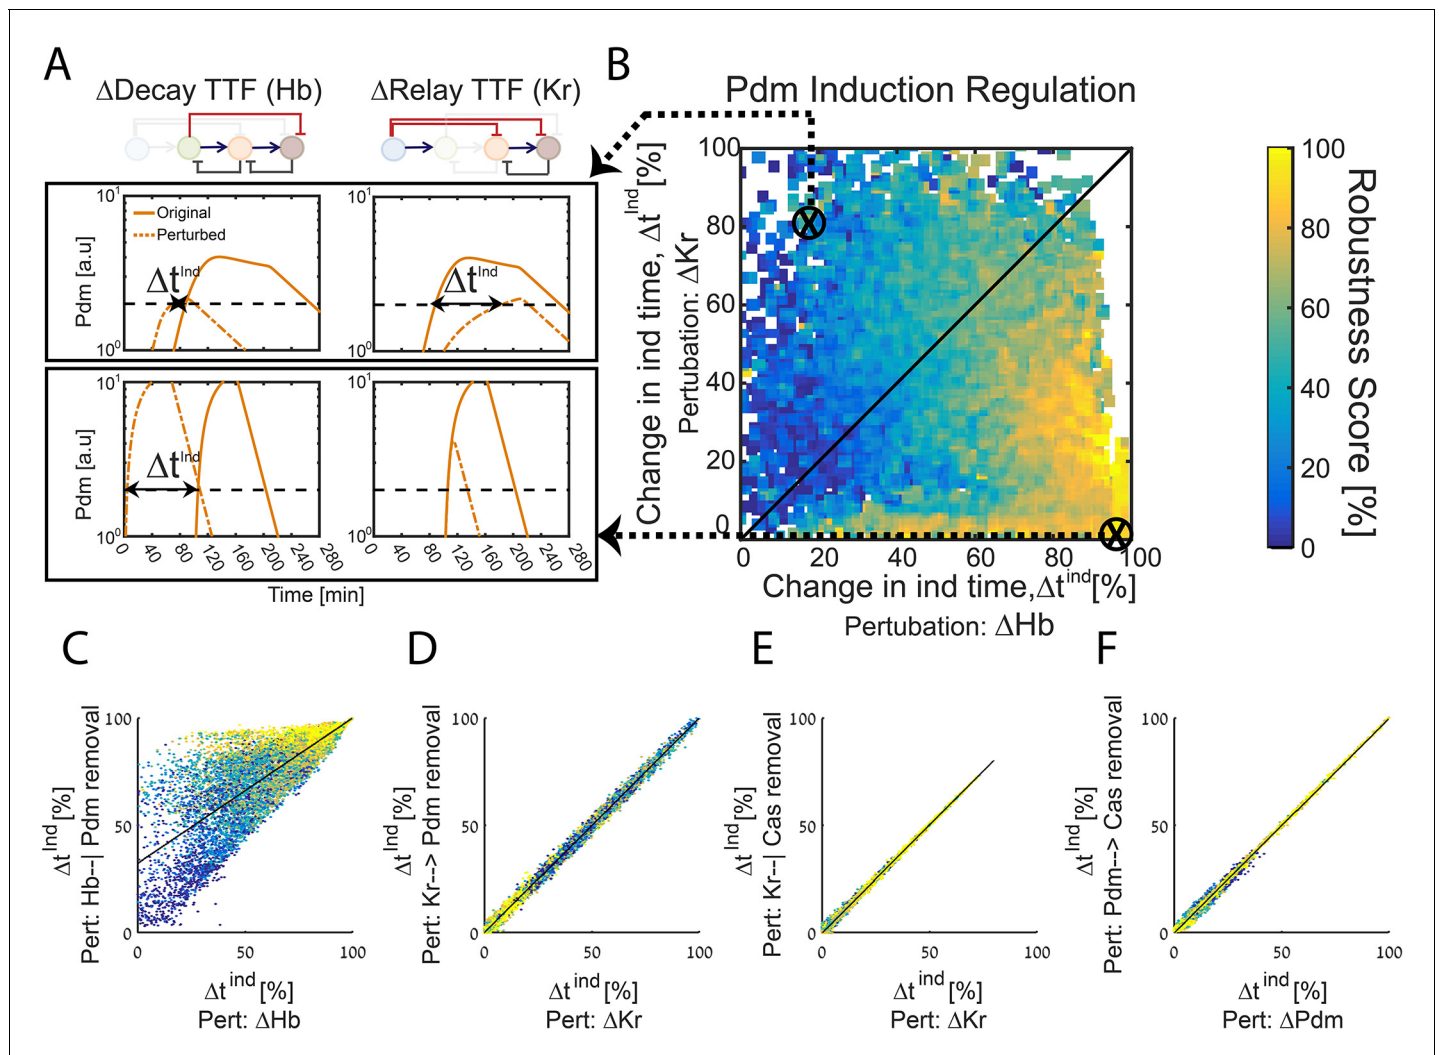 A
ΔDecay TTF (Hb)
ΔRelay TTF (Kr)
10¹
Original
Perturbed
Δt^Ind
Pdm [a.u]
10⁰
10¹
Δt^Ind
10⁰
10¹
Δt^Ind
Pdm [a.u]
10⁰
0 40 80 120 160 200 240 280
10¹
10⁰
0 40 80 120 160 200 240 280
Time [min]
B
Pdm Induction Regulation
Change in ind time, Δt^Ind [%]
Pertubation: ΔKr
100
80
60
40
20
0
0 20 40 60 80 100
X
X
Change in ind time,Δt^ind[%]
Pertubation: ΔHb
100
80
60
40
20
0
Robustness Score [%]
C
Δt^Ind [%]
Pert: Hb--| Pdm removal
100
50
0
0 50 100
Δt^ind [%]
Pert: ΔHb
D
Δt^Ind [%]
Pert: Kr--> Pdm removal
100
50
0
0 50 100
Δt^ind [%]
Pert: ΔKr
E
Δt^Ind [%]
Pert: Kr--| Cas removal
100
50
0
0 50 100
Δt^ind [%]
Pert: ΔKr
F
Δt^Ind [%]
Pert: Pdm--> Cas removal
100
50
0
0 50 100
Δt^ind [%]
Pert: ΔPdm